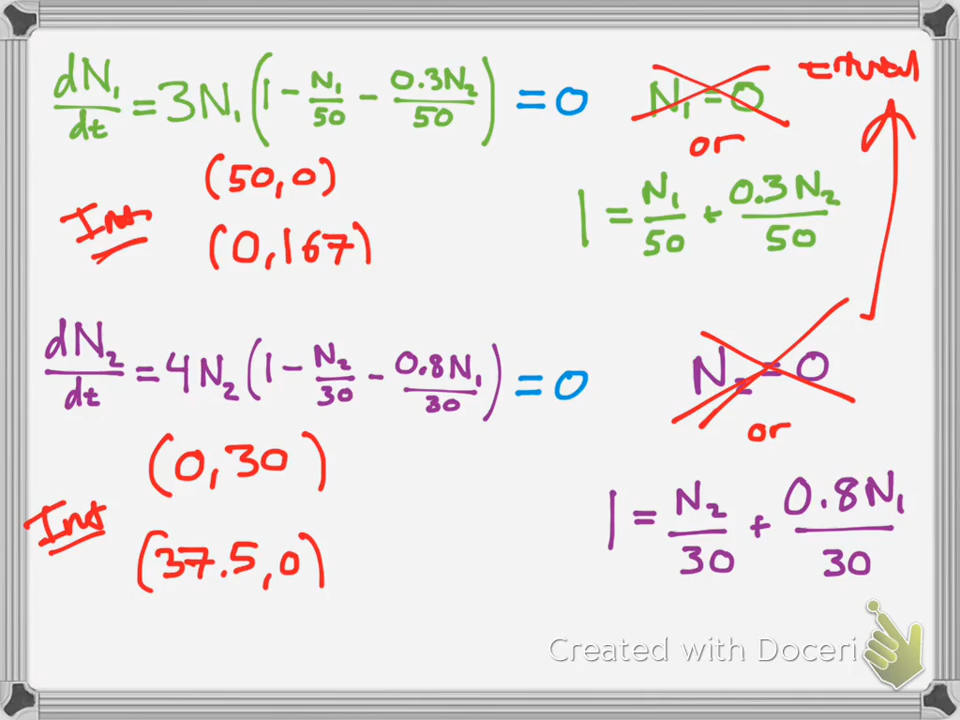 dN₁/dt = 3N₁(1 - N₁/50 - 0.3N₂/50) = 0
N₁ = 0
trivial
or
(50,0)
Int
(0,167)
1 = N₁/50 + 0.3N₂/50
dN₂/dt = 4N₂(1 - N₂/30 - 0.8N₁/30) = 0
N₂ = 0
or
(0,30)
Int
(37.5,0)
1 = N₂/30 + 0.8N₁/30
Created with Doceri